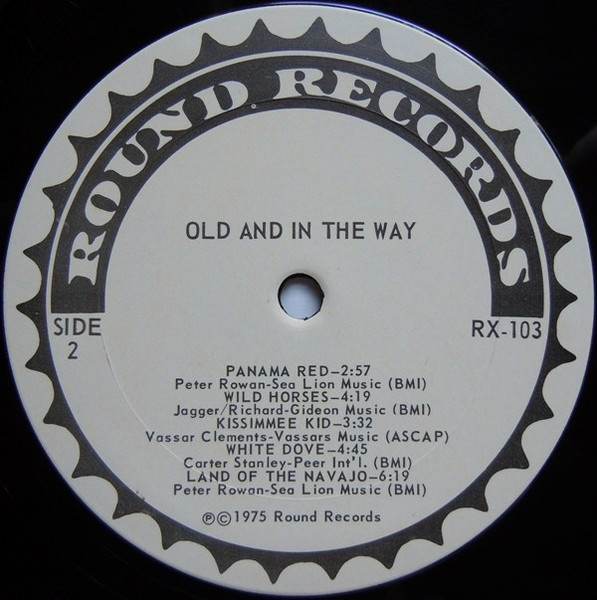 ROUND RECORDS
OLD AND IN THE WAY
SIDE
2
RX-103
PANAMA RED–2:57
Peter Rowan-Sea Lion Music (BMI)
WILD HORSES–4:19
Jagger/Richard-Gideon Music (BMI)
KISSIMMEE KID–3:32
Vassar Clements-Vassars Music (ASCAP)
WHITE DOVE–4:45
Carter Stanley-Peer Int'l. (BMI)
LAND OF THE NAVAJO–6:19
Peter Rowan-Sea Lion Music (BMI)
℗©1975 Round Records